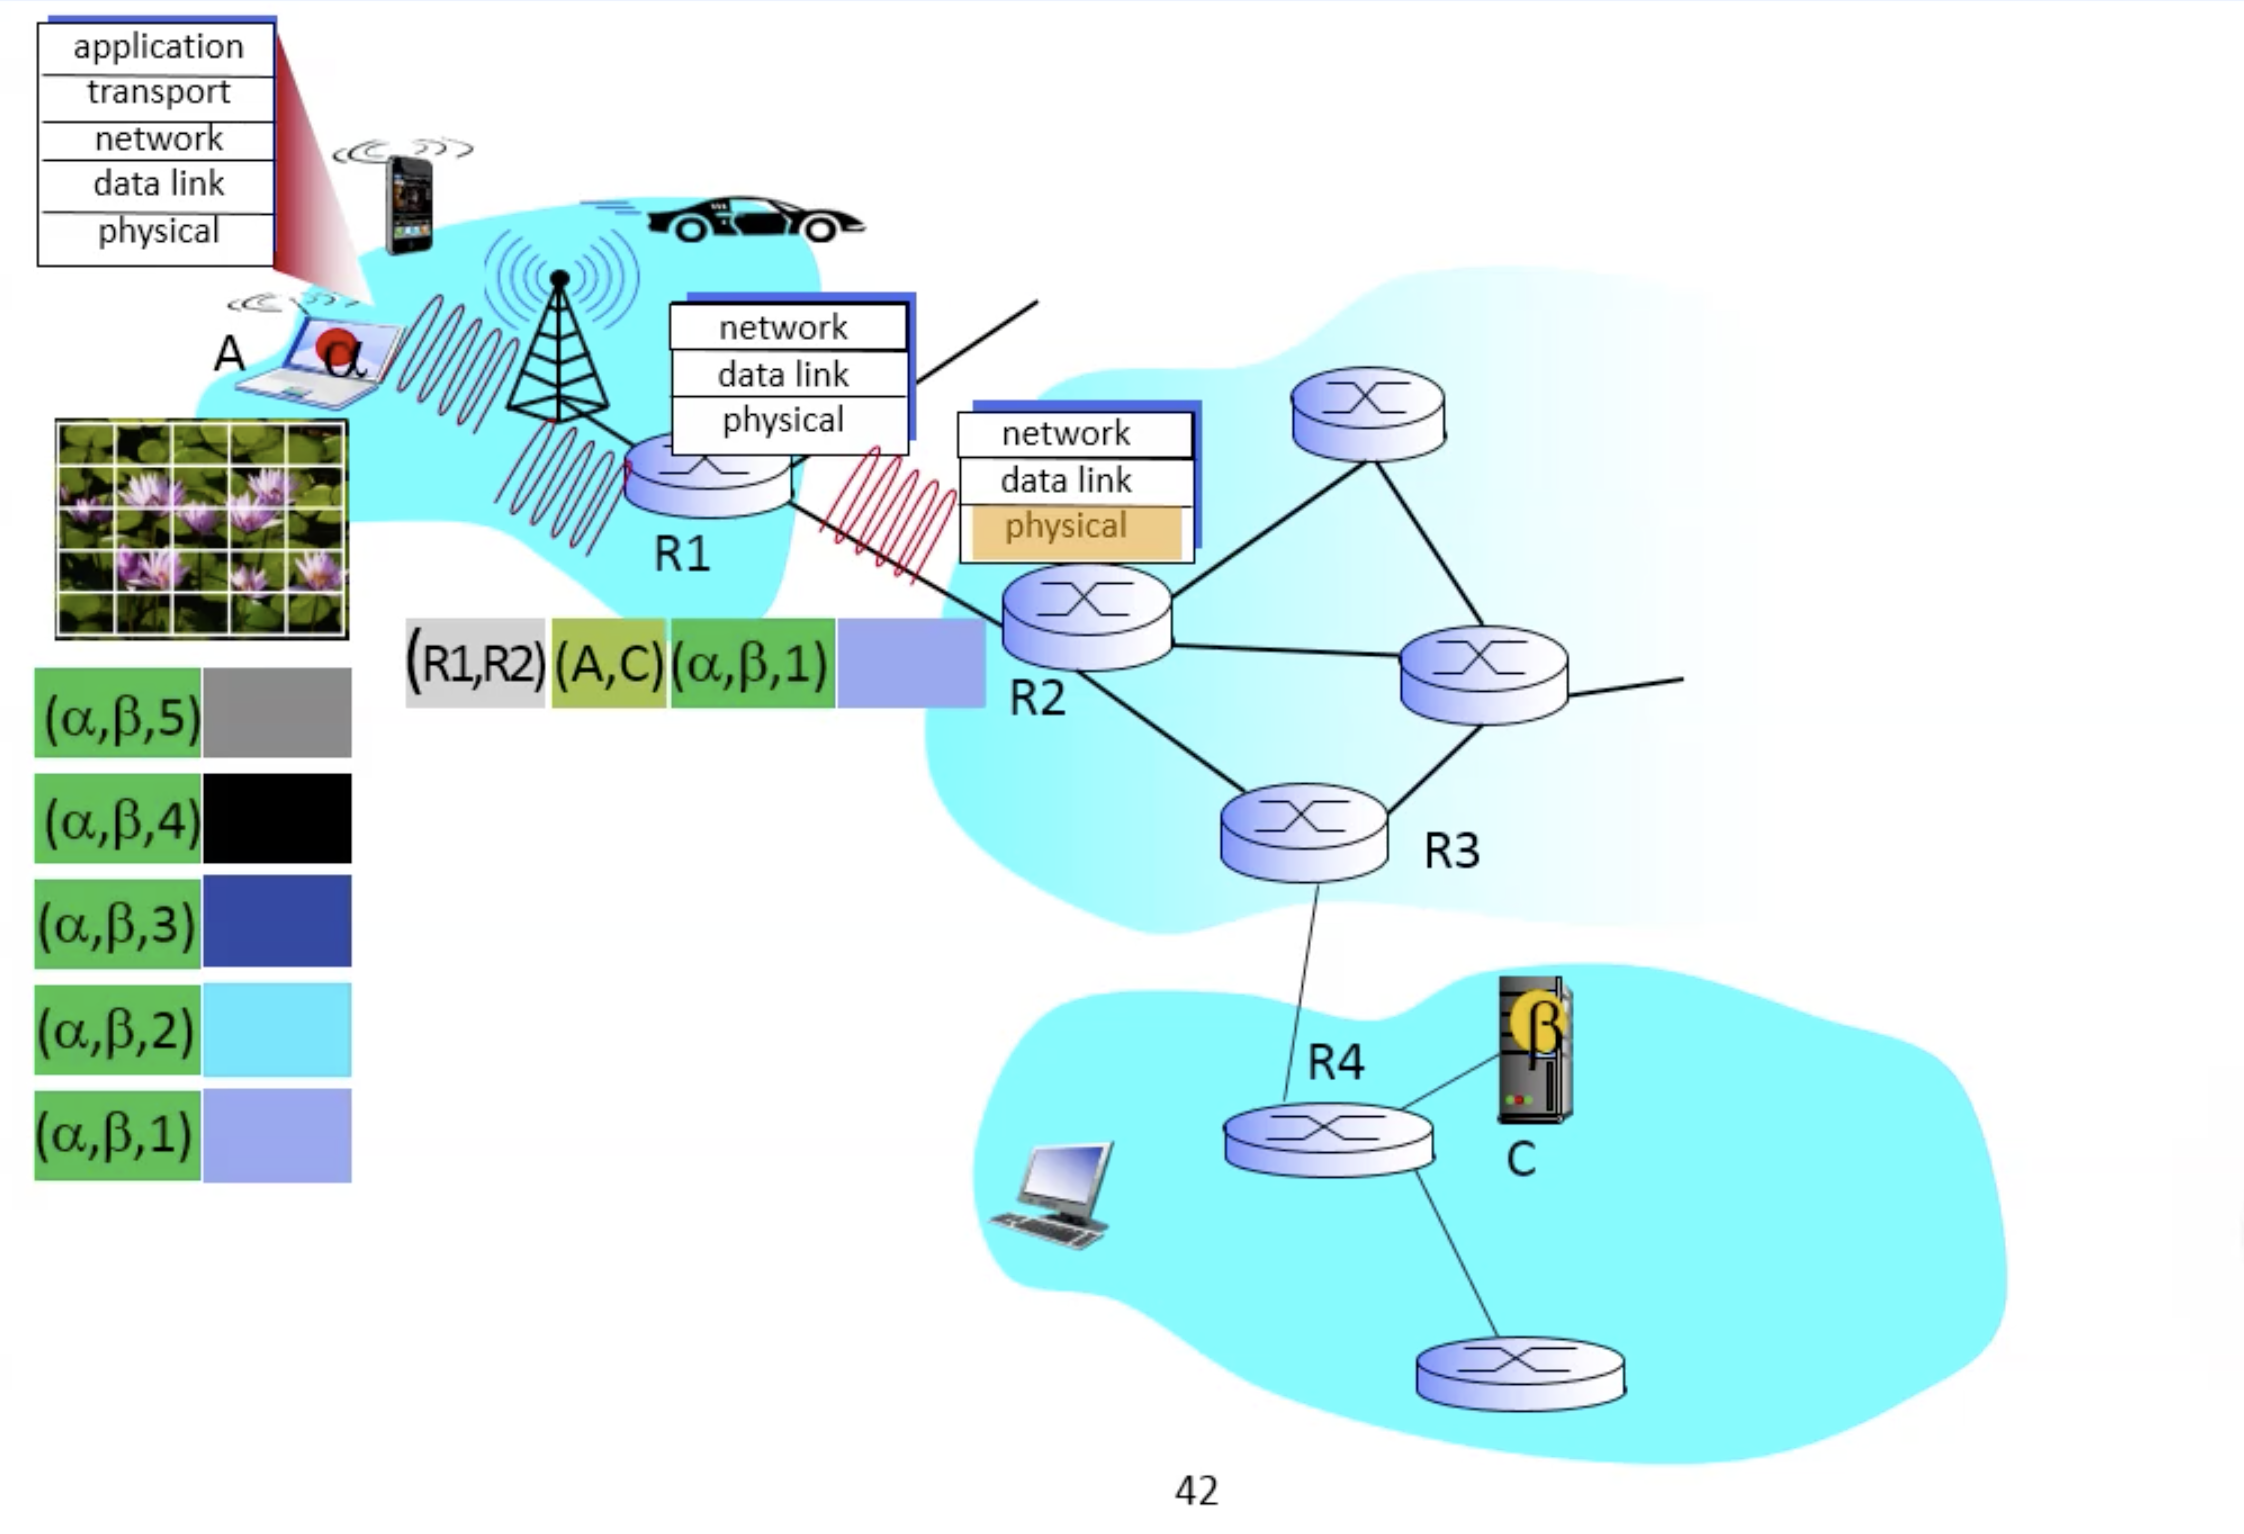 application
transport
network
data link
physical
A
α
network
data link
physical
R1
network
data link
physical
R2
(R1,R2) (A,C) (α,β,1)
(α,β,5)
(α,β,4)
(α,β,3)
(α,β,2)
(α,β,1)
R3
R4
β
C
42